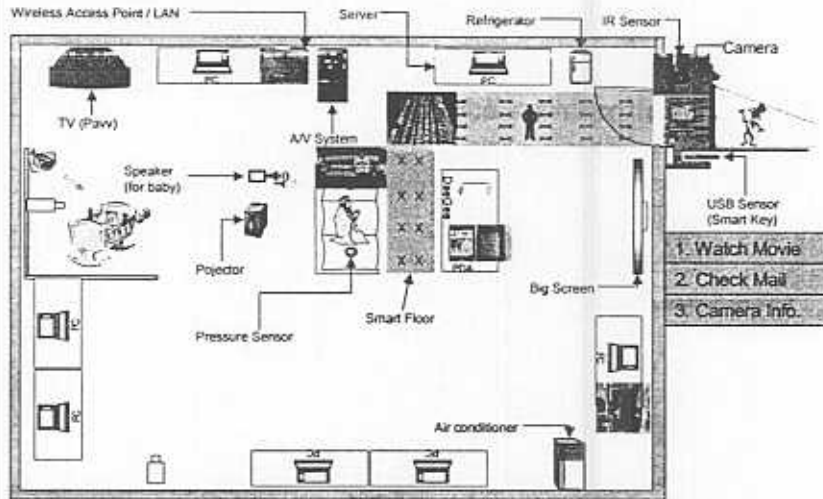 Wireless Access Point / LAN
Server
Refrigerator
IR Sensor
Camera
PC
PC
TV (Pavv)
A/V System
Speaker
(for baby)
USB Sensor
(Smart Key)
Pojector
PDA
1. Watch Movie
2. Check Mail
3. Camera Info.
Big Screen
Smart Floor
Pressure Sensor
PC
PC
PC
Air conditioner
PC
PC